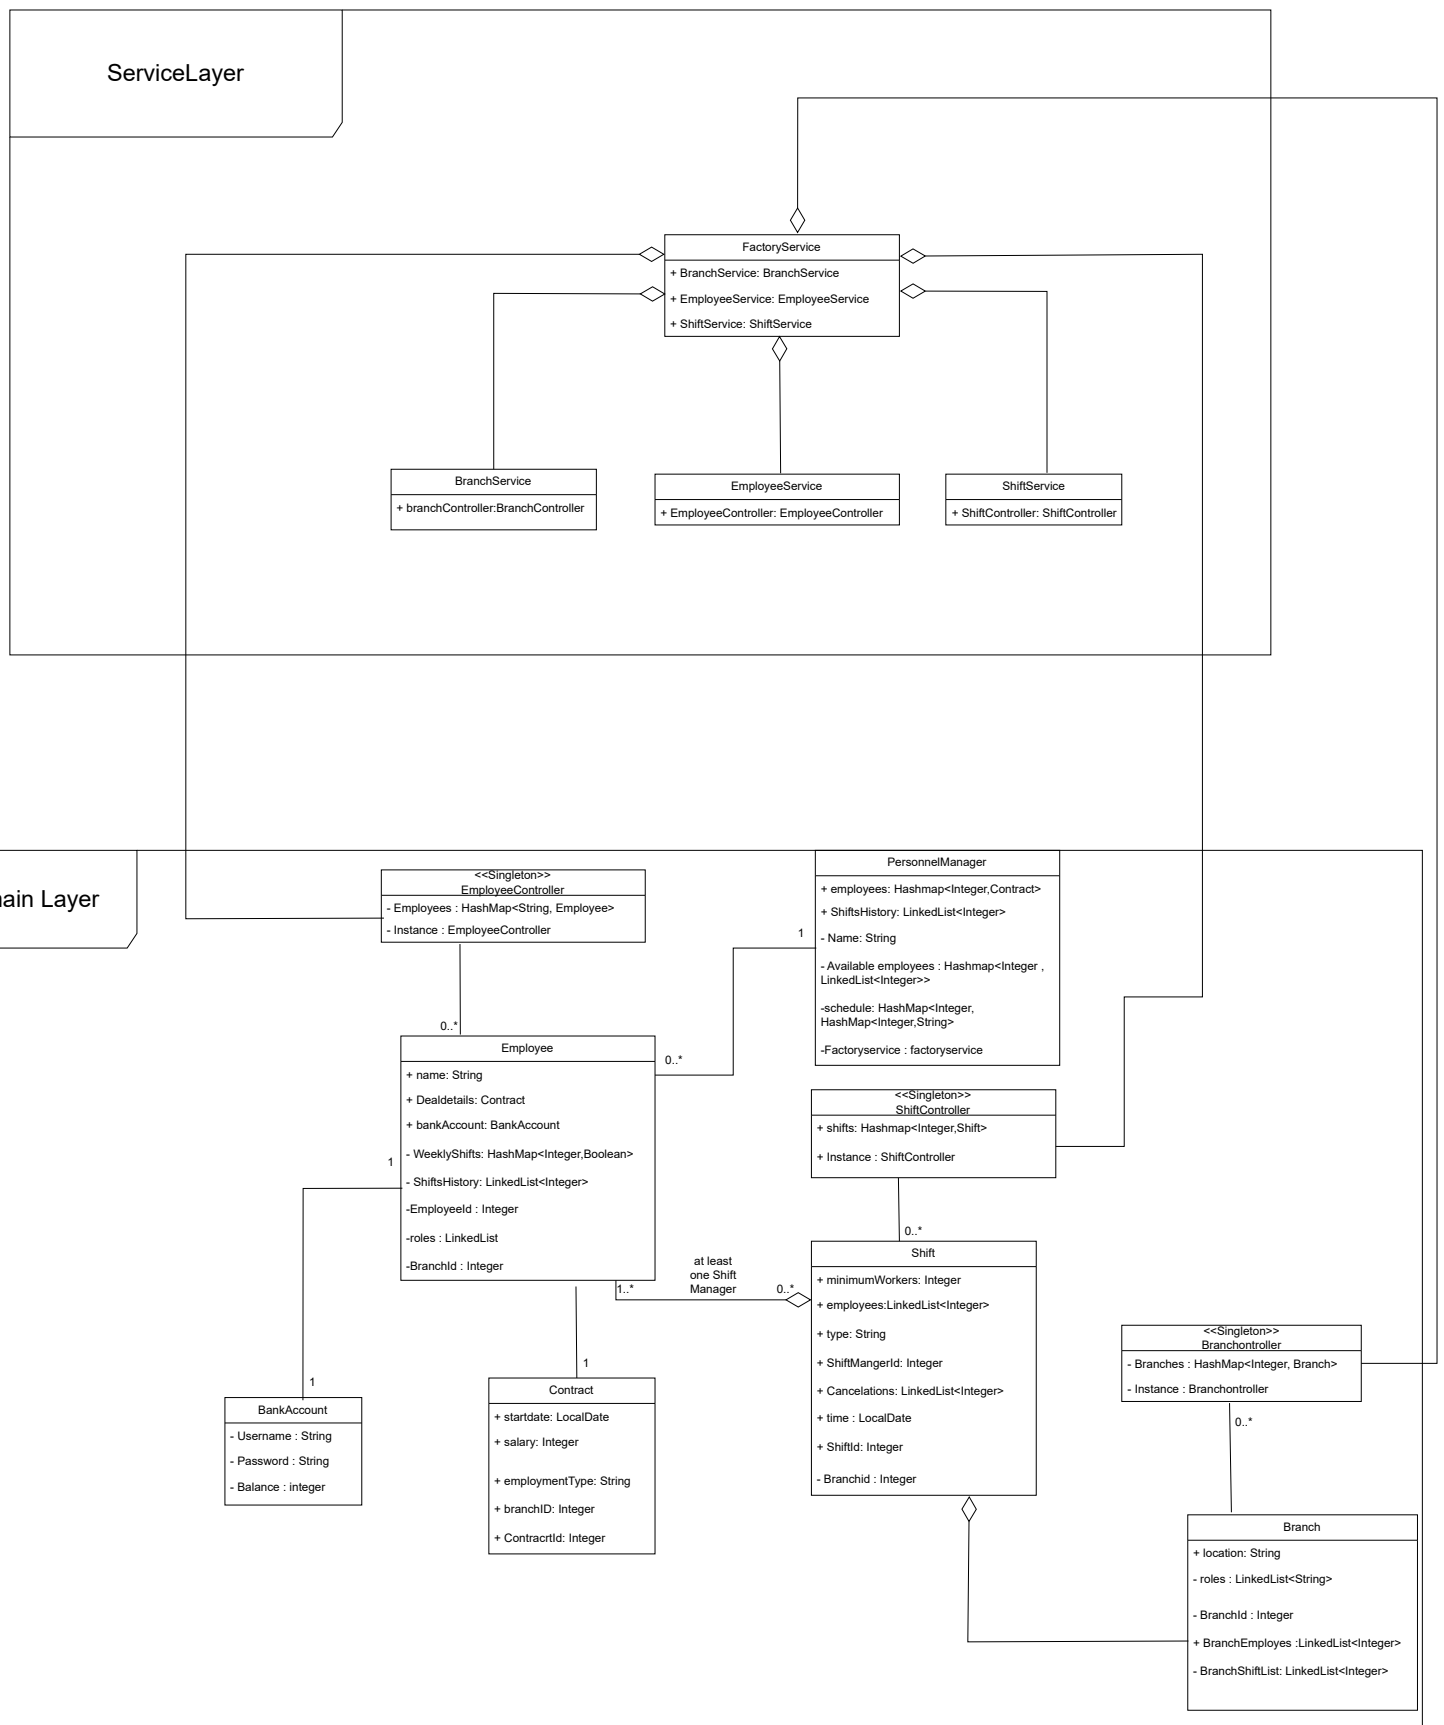 ServiceLayer
FactoryService
+ BranchService: BranchService
+ EmployeeService: EmployeeService
+ ShiftService: ShiftService
BranchService
+ branchController:BranchController
EmployeeService
+ EmployeeController: EmployeeController
ShiftService
+ ShiftController: ShiftController
ain Layer
<<Singleton>>
EmployeeController
- Employees : HashMap<String, Employee>
- Instance : EmployeeController
0..*
PersonnelManager
+ employees: Hashmap<Integer,Contract>
+ ShiftsHistory: LinkedList<Integer>
- Name: String
- Available employees : Hashmap<Integer ,
LinkedList<Integer>>
-schedule: HashMap<Integer,
HashMap<Integer,String>
-Factoryservice : factoryservice
1
0..*
Employee
+ name: String
+ Dealdetails: Contract
+ bankAccount: BankAccount
- WeeklyShifts: HashMap<Integer,Boolean>
- ShiftsHistory: LinkedList<Integer>
-EmployeeId : Integer
-roles : LinkedList
-BranchId : Integer
1
<<Singleton>>
ShiftController
+ shifts: Hashmap<Integer,Shift>
+ Instance : ShiftController
0..*
at least
one Shift
Manager
1..*
0..*
Shift
+ minimumWorkers: Integer
+ employees:LinkedList<Integer>
+ type: String
+ ShiftMangerId: Integer
+ Cancelations: LinkedList<Integer>
+ time : LocalDate
+ ShiftId: Integer
- Branchid : Integer
<<Singleton>>
Branchontroller
- Branches : HashMap<Integer, Branch>
- Instance : Branchontroller
0..*
1
BankAccount
- Username : String
- Password : String
- Balance : integer
1
Contract
+ startdate: LocalDate
+ salary: Integer
+ employmentType: String
+ branchID: Integer
+ ContracrtId: Integer
Branch
+ location: String
- roles : LinkedList<String>
- BranchId : Integer
+ BranchEmployes :LinkedList<Integer>
- BranchShiftList: LinkedList<Integer>